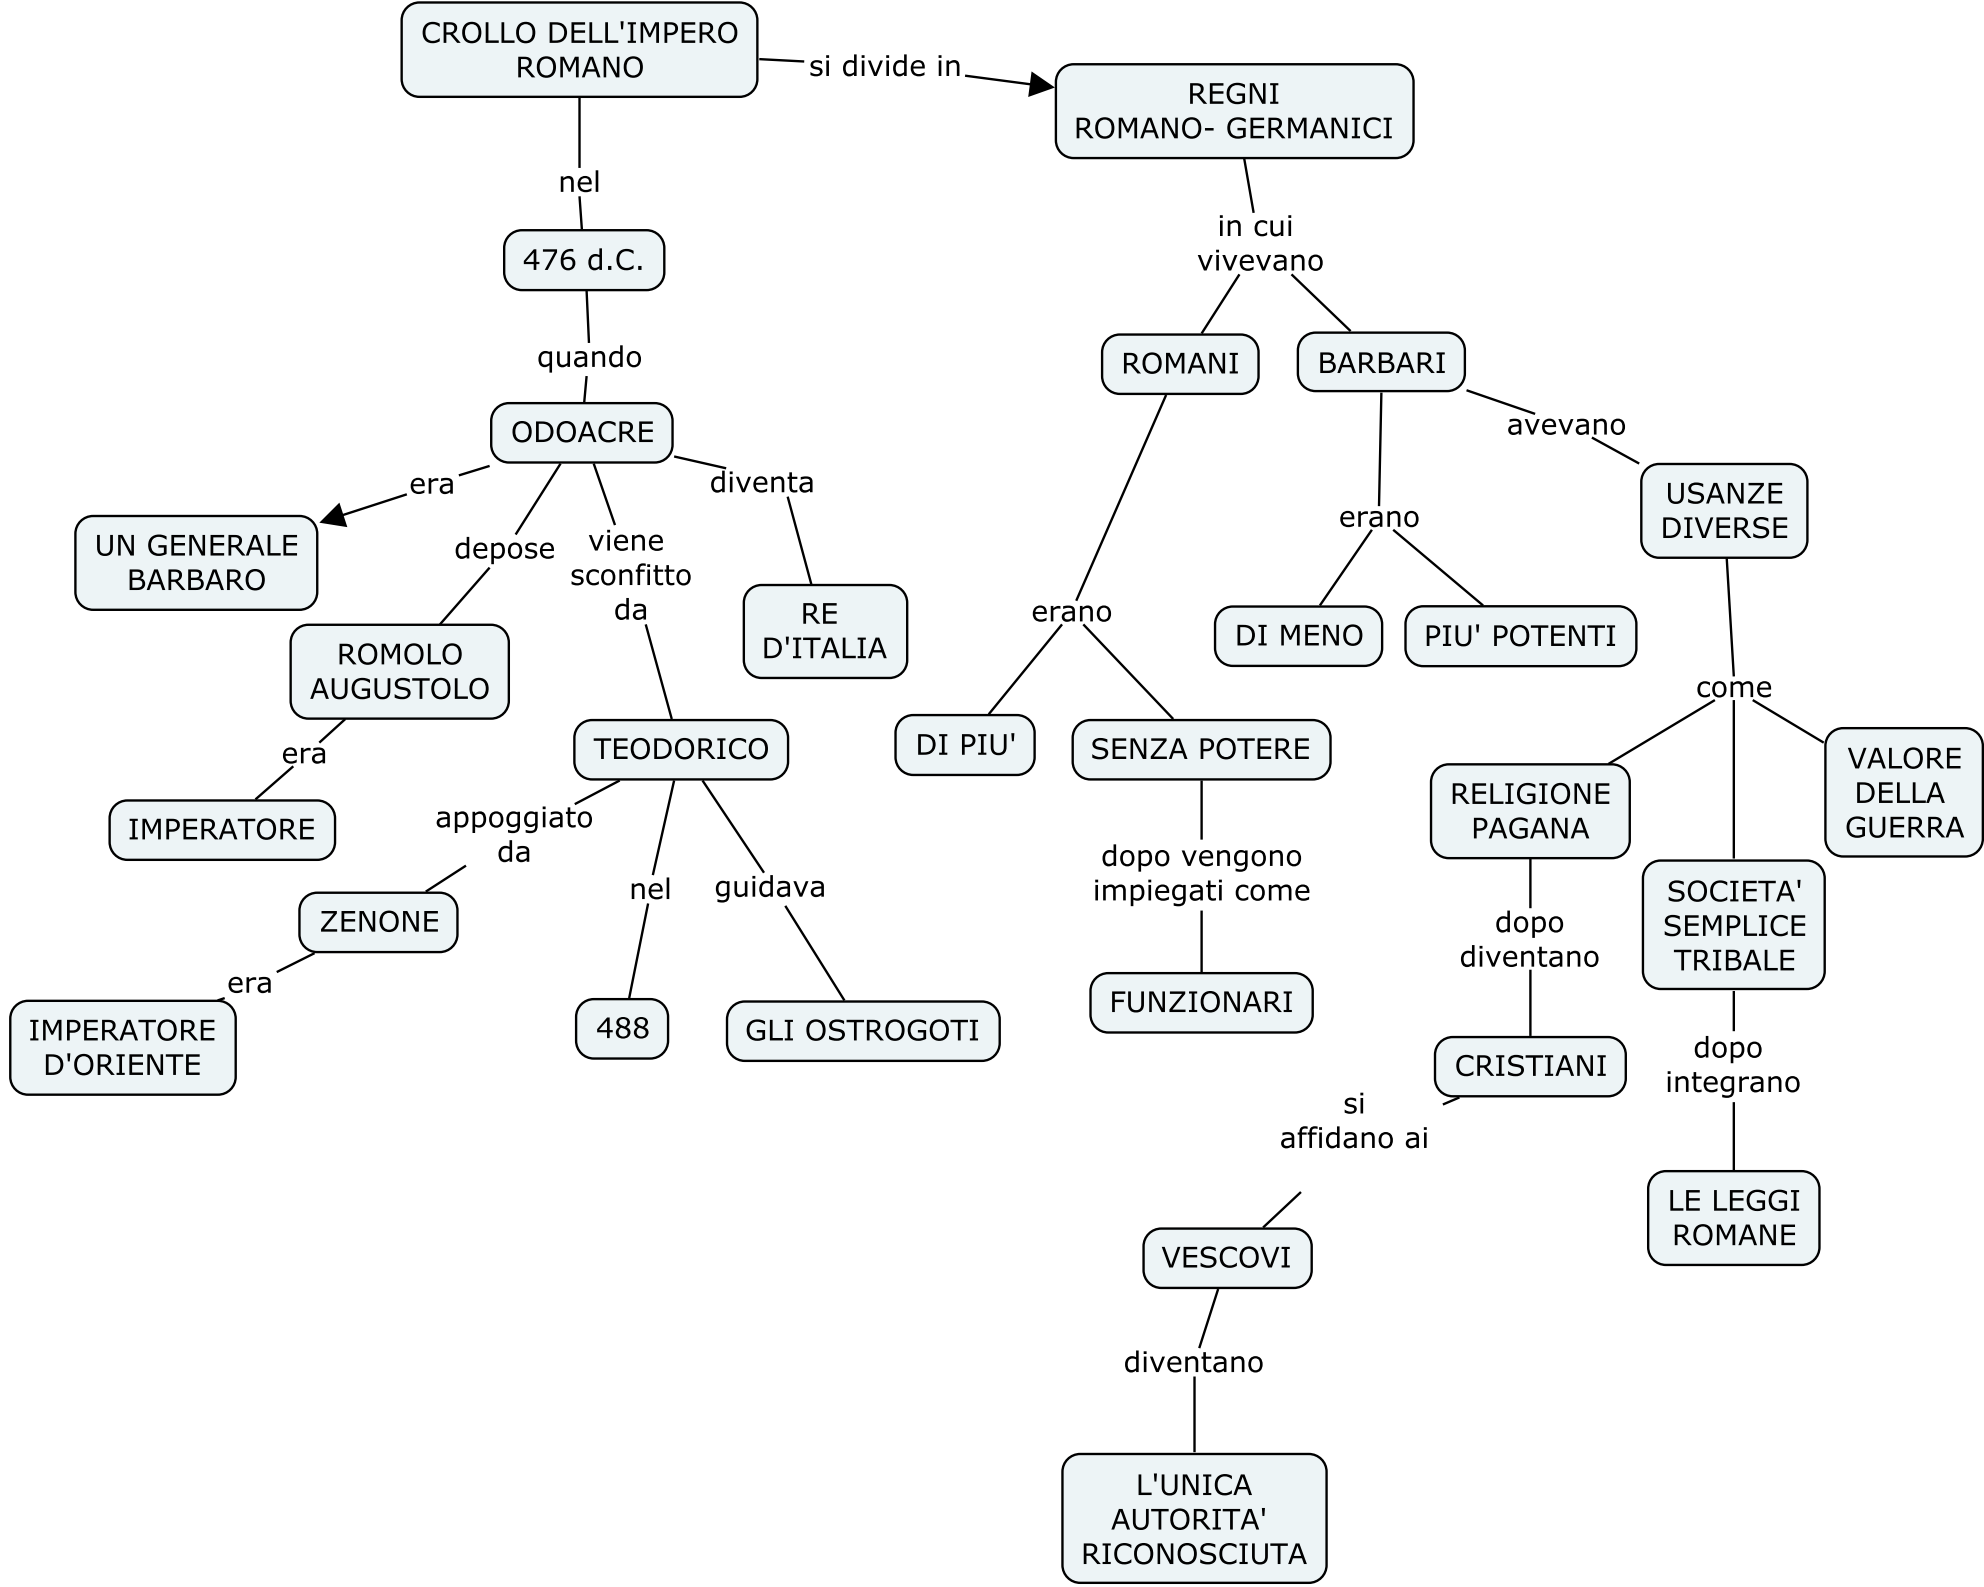 CROLLO DELL'IMPERO
ROMANO
si divide in
REGNI
ROMANO- GERMANICI
nel
476 d.C.
quando
ODOACRE
era
UN GENERALE
BARBARO
depose
ROMOLO
AUGUSTOLO
era
IMPERATORE
viene
sconfitto
da
diventa
RE
D'ITALIA
TEODORICO
appoggiato
da
ZENONE
era
IMPERATORE
D'ORIENTE
nel
488
guidava
GLI OSTROGOTI
in cui
vivevano
ROMANI
BARBARI
erano
DI PIU'
SENZA POTERE
dopo vengono
impiegati come
FUNZIONARI
erano
DI MENO
PIU' POTENTI
avevano
USANZE
DIVERSE
come
RELIGIONE
PAGANA
dopo
diventano
CRISTIANI
si
affidano ai
VESCOVI
diventano
L'UNICA
AUTORITA'
RICONOSCIUTA
SOCIETA'
SEMPLICE
TRIBALE
dopo
integrano
LE LEGGI
ROMANE
VALORE
DELLA
GUERRA